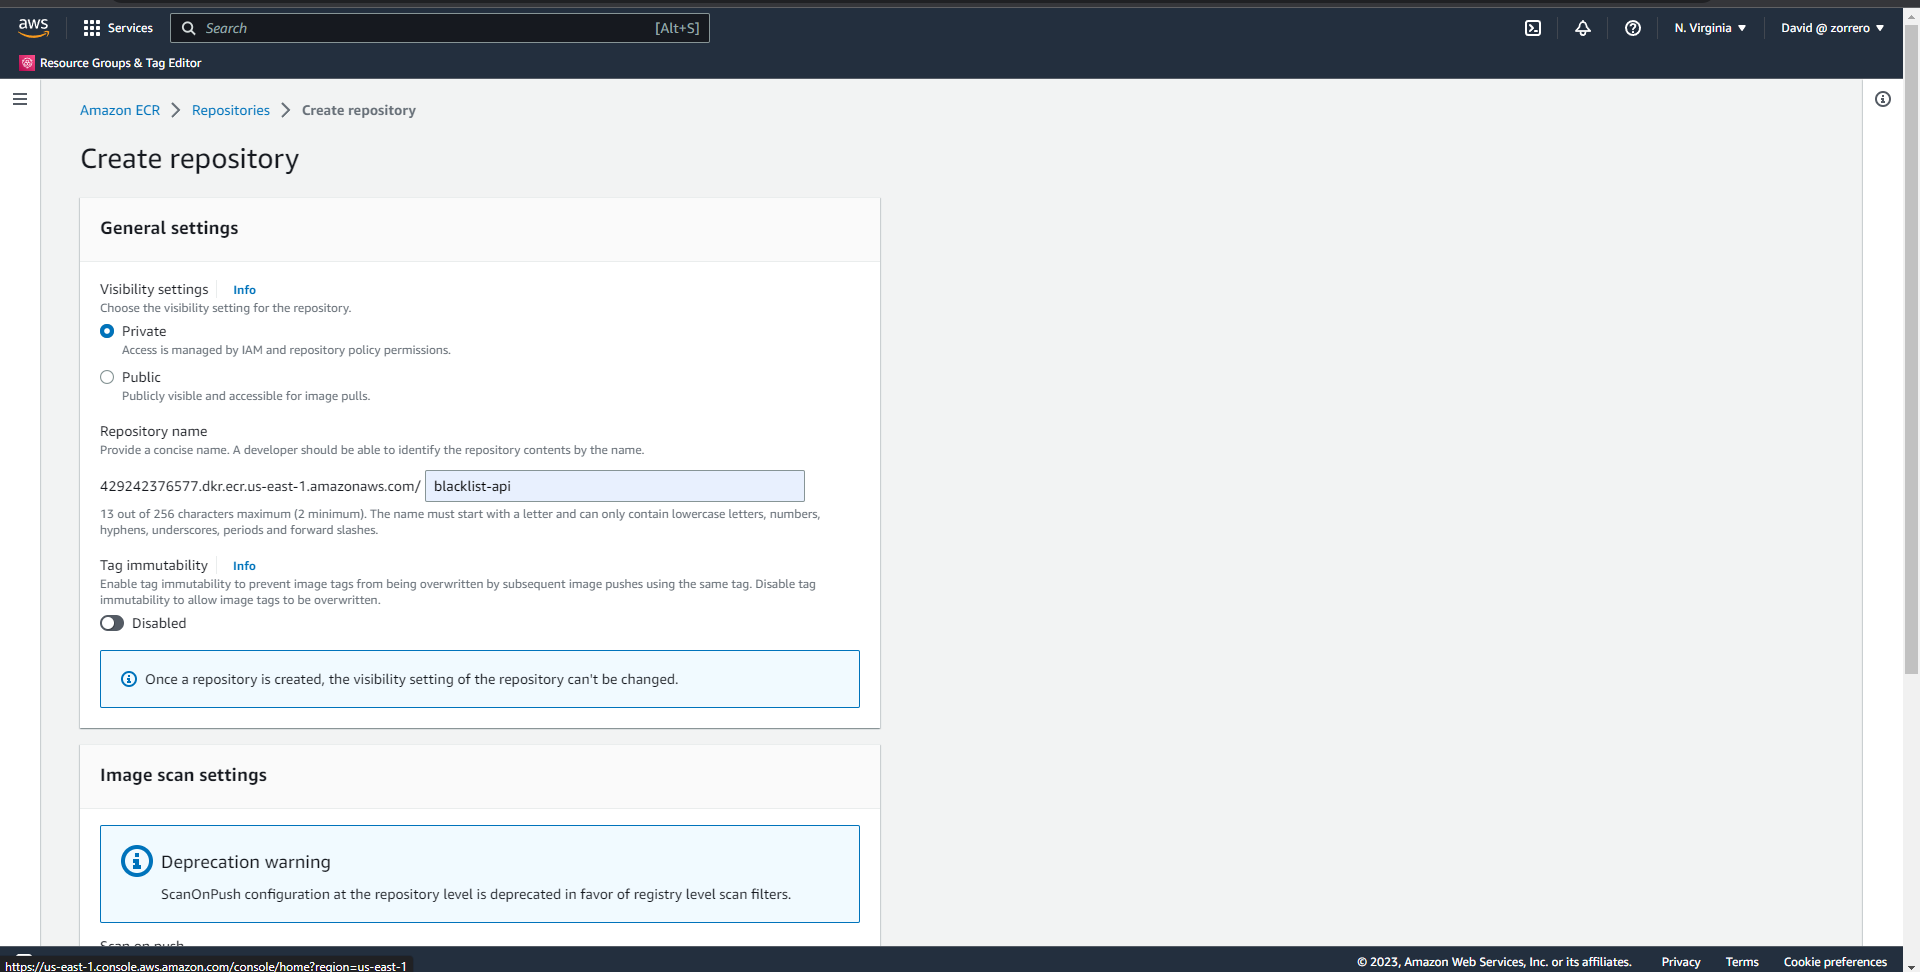 aws
Services
Search
[Alt+S]
N. Virginia
David @ zorrero
Resource Groups & Tag Editor
Amazon ECR
Repositories
Create repository
Create repository
General settings
Visibility settings
Info
Choose the visibility setting for the repository.
Private
Access is managed by IAM and repository policy permissions.
Public
Publicly visible and accessible for image pulls.
Repository name
Provide a concise name. A developer should be able to identify the repository contents by the name.
429242376577.dkr.ecr.us-east-1.amazonaws.com/
blacklist-api
13 out of 256 characters maximum (2 minimum). The name must start with a letter and can only contain lowercase letters, numbers,
hyphens, underscores, periods and forward slashes.
Tag immutability
Info
Enable tag immutability to prevent image tags from being overwritten by subsequent image pushes using the same tag. Disable tag
immutability to allow image tags to be overwritten.
Disabled
Once a repository is created, the visibility setting of the repository can't be changed.
Image scan settings
Deprecation warning
ScanOnPush configuration at the repository level is deprecated in favor of registry level scan filters.
Scan on push
https://us-east-1.console.aws.amazon.com/console/home?region=us-east-1
© 2023, Amazon Web Services, Inc. or its affiliates.
Privacy
Terms
Cookie preferences